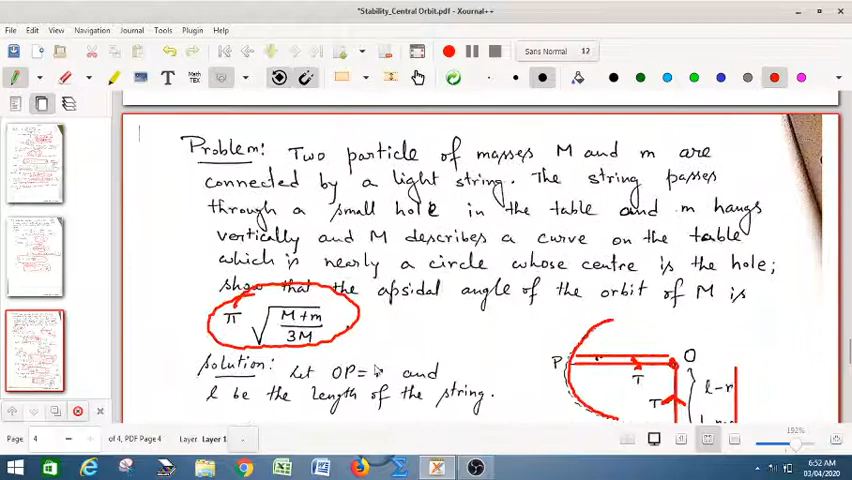 *Stability_Central Orbit.pdf - Xournal++
File Edit View Navigation Journal Tools Plugin Help
Sans Normal 12
T Math TEX
Problem: Two particle of masses M and m are
connected by a light string. The string passes
through a small hole in the table and m hangs
vertically and M describes a curve on the table
which is nearly a circle whose centre is the hole;
show that the apsidal angle of the orbit of M is
π √(M+m / 3M)
Solution: Let OP = r and
l be the length of the string.
P O
T
T l-r
Page 4 of 4, PDF Page 4 Layer Layer 1
192%
6:52 AM
03/04/2020